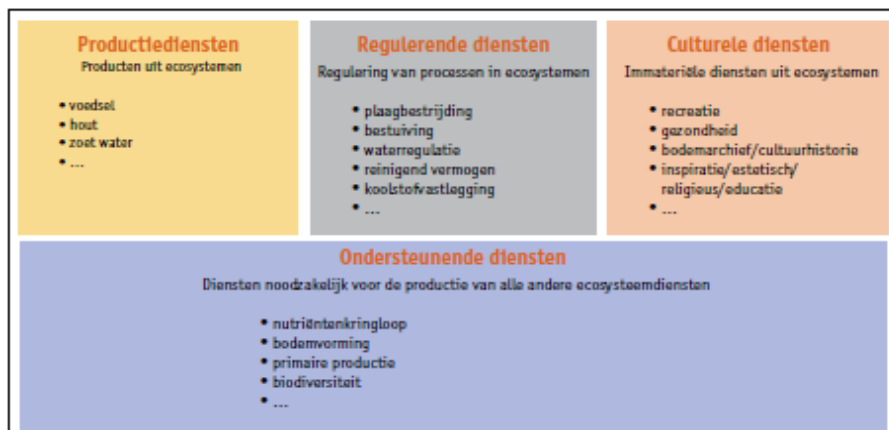 Productiediensten
Producten uit ecosystemen
• voedsel
• hout
• zoet water
• ...
Regulerende diensten
Regulering van processen in ecosystemen
• plaagbestrijding
• bestuiving
• waterregulatie
• reinigend vermogen
• koolstofvastlegging
• ...
Culturele diensten
Immateriële diensten uit ecosystemen
• recreatie
• gezondheid
• bodemarchief/cultuurhistorie
• inspiratie/estetisch/
religieus/educatie
• ...
Ondersteunende diensten
Diensten noodzakelijk voor de productie van alle andere ecosysteemdiensten
• nutriëntenkringloop
• bodemvorming
• primaire productie
• biodiversiteit
• ...